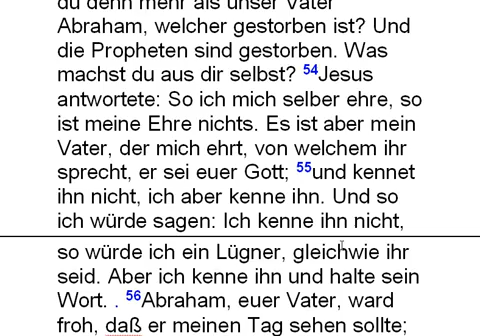 du denn mehr als unser Vater
Abraham, welcher gestorben ist? Und
die Propheten sind gestorben. Was
machst du aus dir selbst? 54Jesus
antwortete: So ich mich selber ehre, so
ist meine Ehre nichts. Es ist aber mein
Vater, der mich ehrt, von welchem ihr
sprecht, er sei euer Gott; 55und kennet
ihn nicht, ich aber kenne ihn. Und so
ich würde sagen: Ich kenne ihn nicht,
so würde ich ein Lügner, gleichwie ihr
seid. Aber ich kenne ihn und halte sein
Wort. . 56Abraham, euer Vater, ward
froh, daß er meinen Tag sehen sollte;